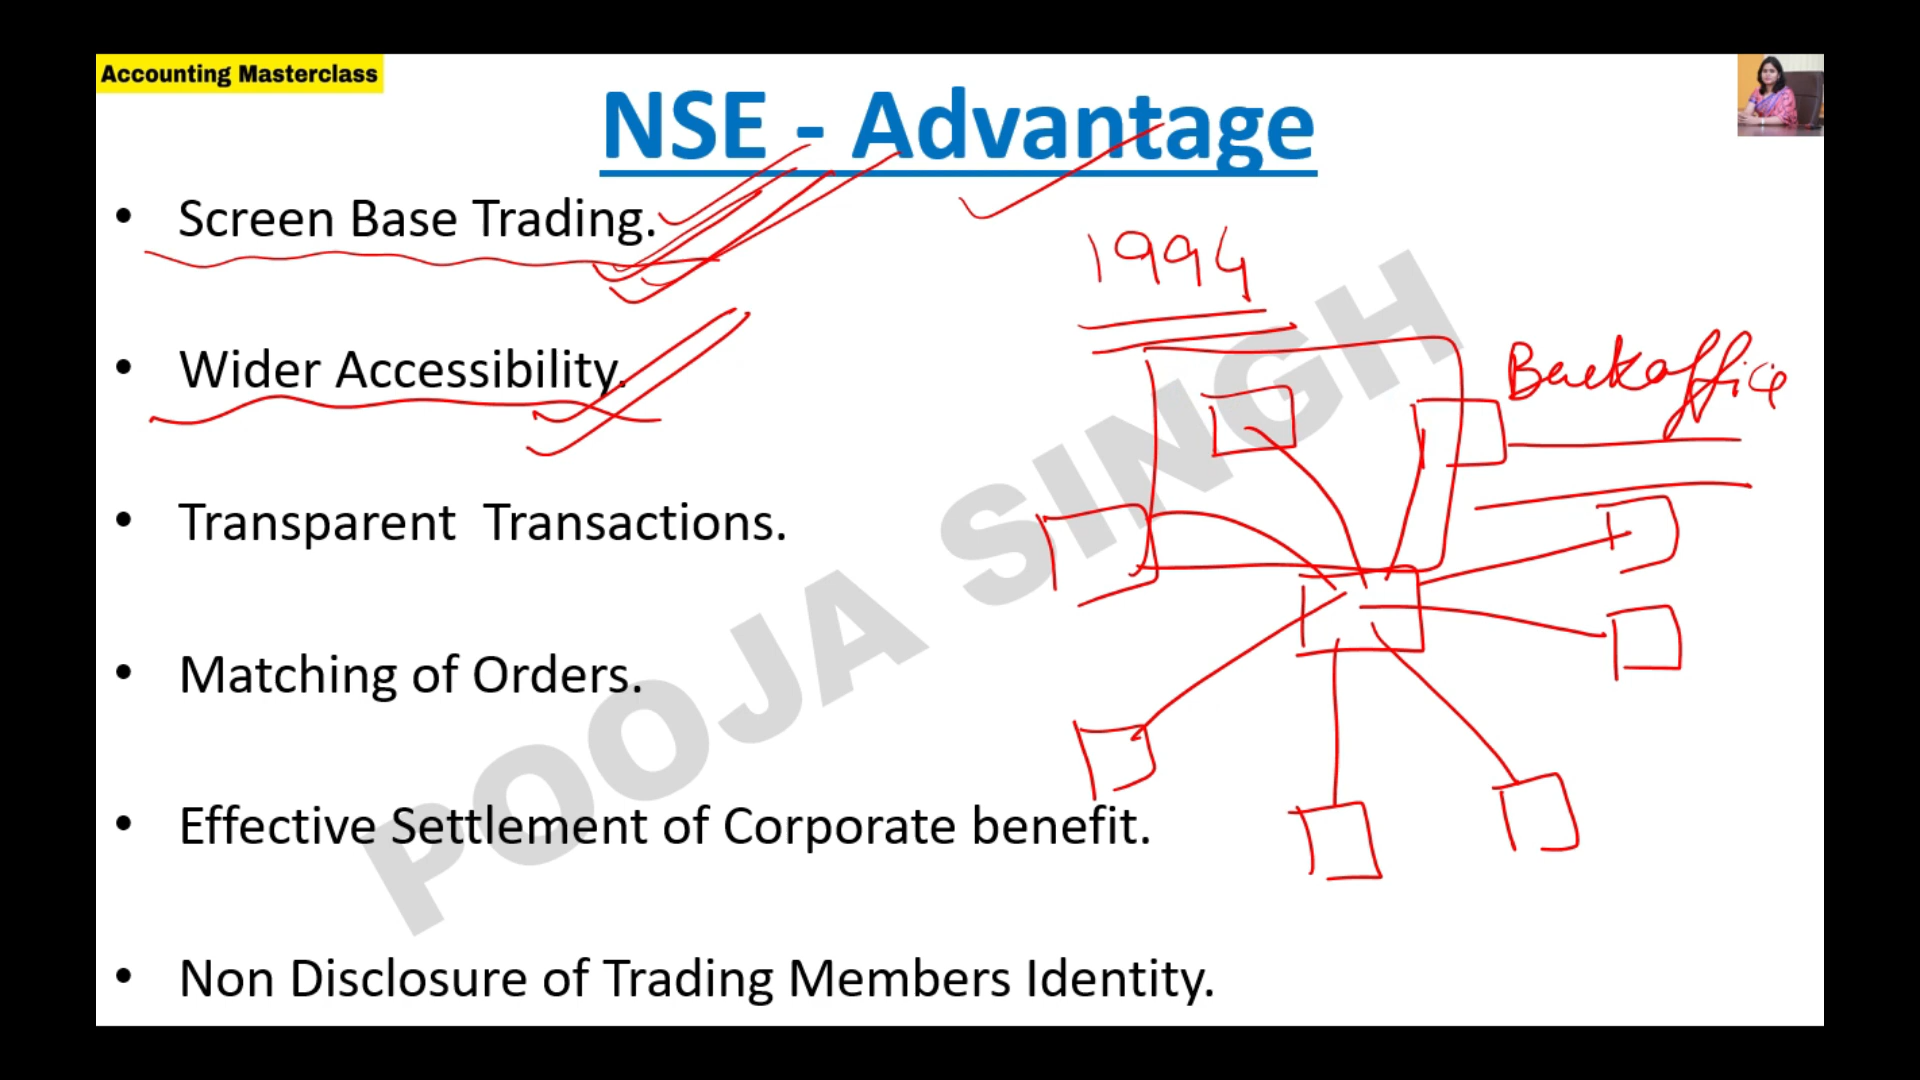 Accounting Masterclass
NSE - Advantage
• Screen Base Trading.
1994
• Wider Accessibility.
Backoffice
• Transparent Transactions.
• Matching of Orders.
• Effective Settlement of Corporate benefit.
• Non Disclosure of Trading Members Identity.
POOJA SINGH